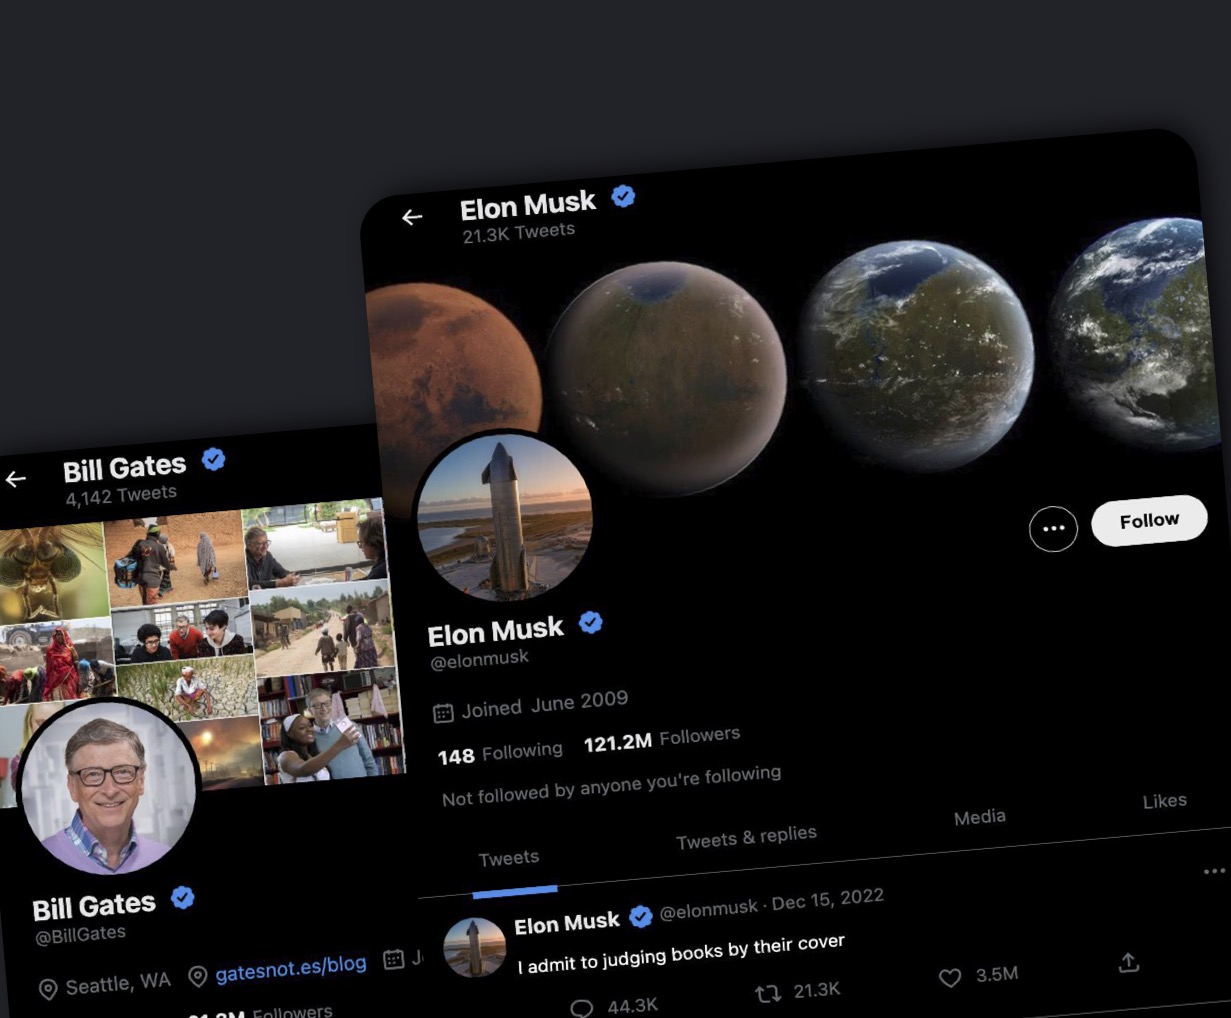 Elon Musk
21.3K Tweets
Follow
Elon Musk
@elonmusk
Joined June 2009
148 Following 121.2M Followers
Not followed by anyone you're following
Tweets Tweets & replies Media Likes
Elon Musk @elonmusk · Dec 15, 2022
I admit to judging books by their cover
44.3K 21.3K 3.5M
Bill Gates
4,142 Tweets
Bill Gates
@BillGates
Seattle, WA gatesnot.es/blog
Followers